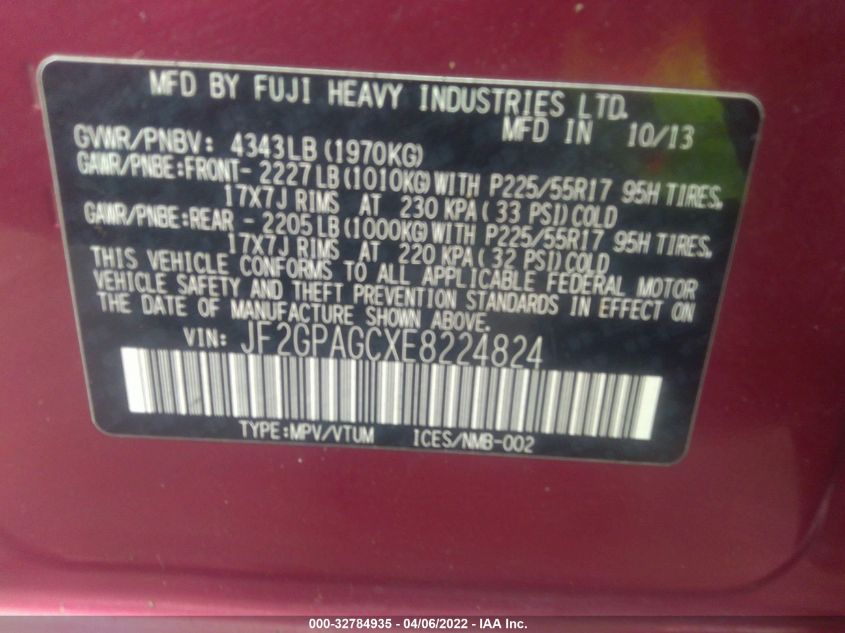 MFD BY FUJI HEAVY INDUSTRIES LTD.
MFD IN 10/13
GVWR/PNBV: 4343LB (1970KG)
GAWR/PNBE:FRONT- 2227LB(1010KG)WITH P225/55R17 95H TIRES,
17X7J RIMS AT 230 KPA(33 PSI)COLD
GAWR/PNBE:REAR - 2205LB(1000KG)WITH P225/55R17 95H TIRES,
17X7J RIMS AT 220 KPA(32 PSI)COLD
THIS VEHICLE CONFORMS TO ALL APPLICABLE FEDERAL MOTOR
VEHICLE SAFETY AND THEFT PREVENTION STANDARDS IN EFFECT ON
THE DATE OF MANUFACTURE SHOWN ABOVE.
VIN: JF2GPAGCXE8224824
TYPE:MPV/VTUM ICES/NMB-002
000-32784935 - 04/06/2022 - IAA Inc.